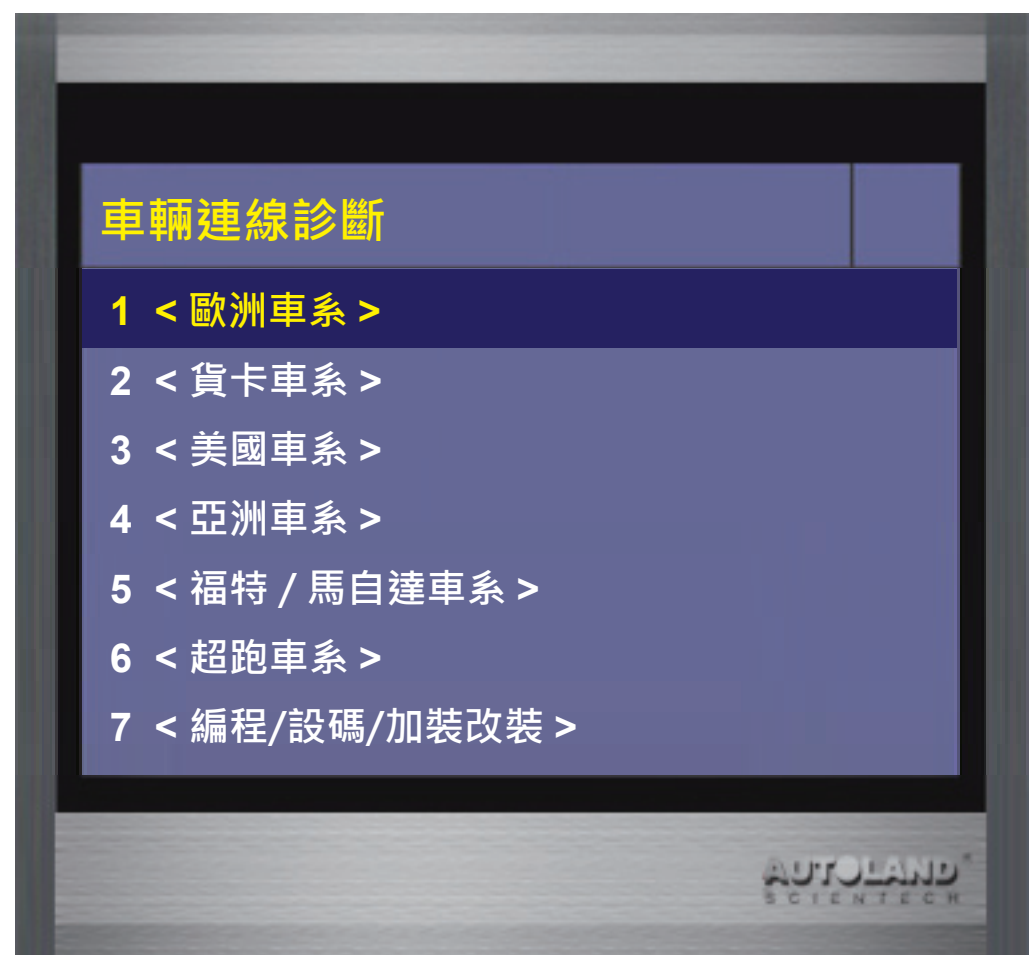 車輛連線診斷
1 < 歐洲車系 >
2 < 貨卡車系 >
3 < 美國車系 >
4 < 亞洲車系 >
5 < 福特 / 馬自達車系 >
6 < 超跑車系 >
7 < 編程/設碼/加裝改裝 >
AUTOLAND®
SCIENTECH